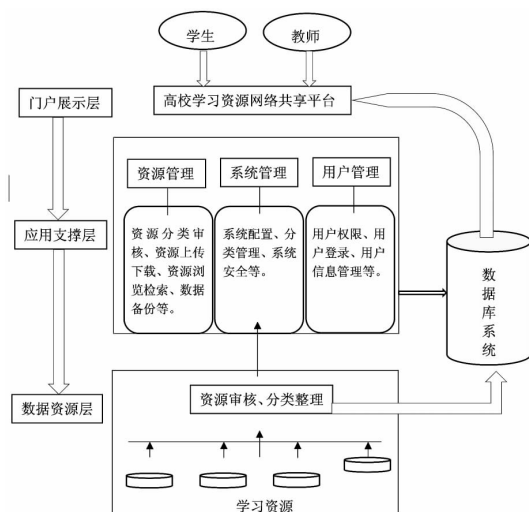 学生
教师
门户展示层
高校学习资源网络共享平台
资源管理
系统管理
用户管理
应用支撑层
资源分类审
核、资源上传
下载、资源浏
览检索、数据
备份等。
系统配置、分
类管理、系统
安全等。
用户权限、用
户登录、用户
信息管理等。
数
据
库
系
统
数据资源层
资源审核、分类整理
学习资源